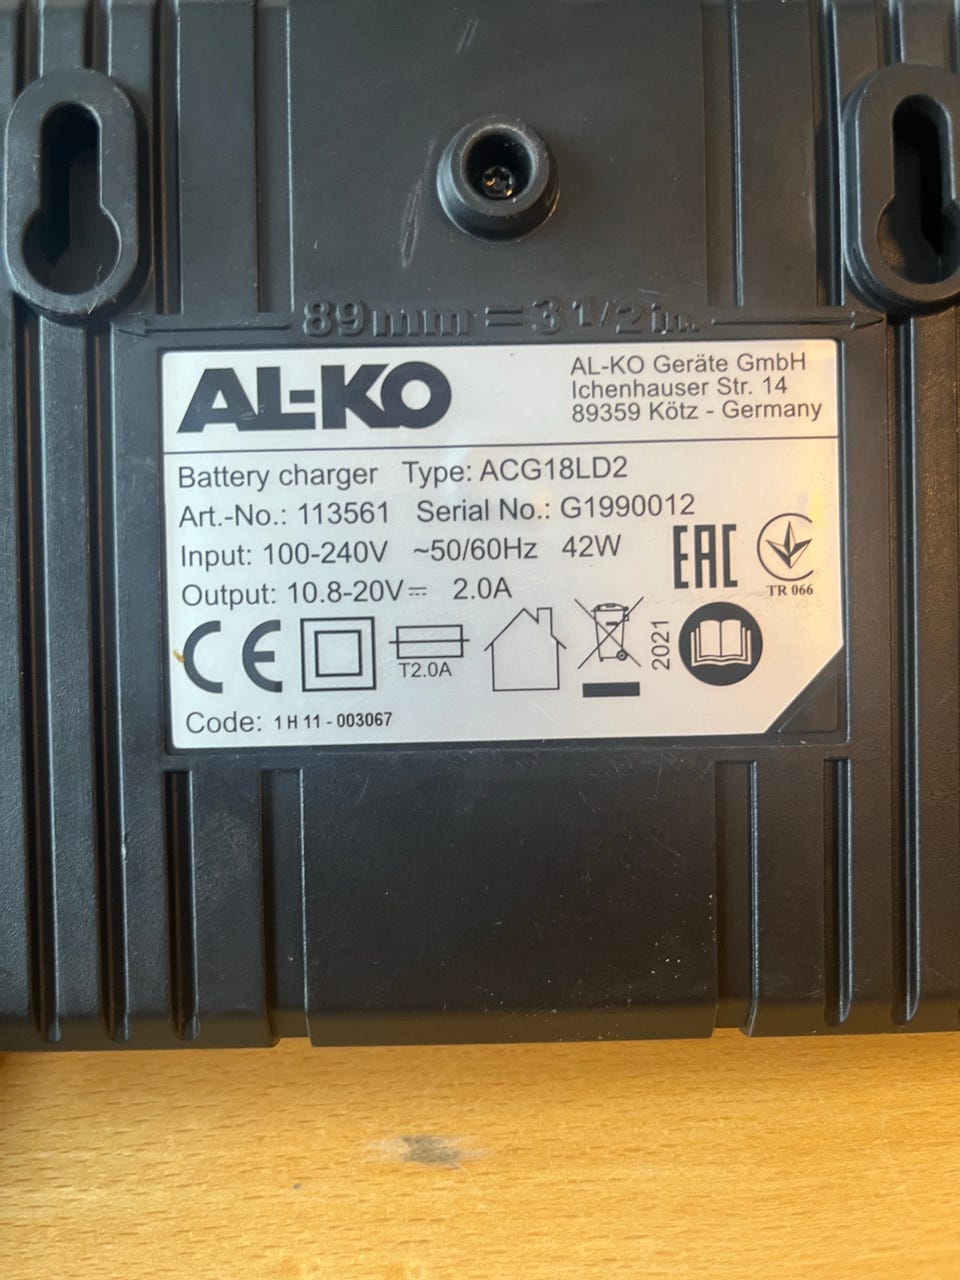 89mm = 3 1/2in.
AL-KO
AL-KO Geräte GmbH
Ichenhauser Str. 14
89359 Kötz - Germany
Battery charger Type: ACG18LD2
Art.-No.: 113561 Serial No.: G1990012
Input: 100-240V ~50/60Hz 42W
Output: 10.8-20V⎓ 2.0A
EAC
TR 066
CE
T2.0A
2021
Code: 1 H 11 - 003067